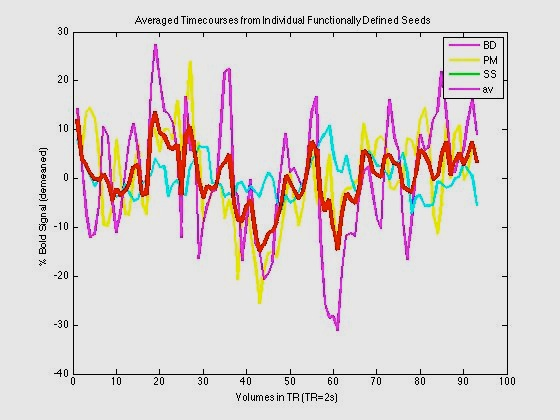 Averaged Timecourses from Individual Functionally Defined Seeds
30
20
10
0
-10
-20
-30
-40
% Bold Signal (demeaned)
BD
PM
SS
av
0 10 20 30 40 50 60 70 80 90 100
Volumes in TR (TR=2s)